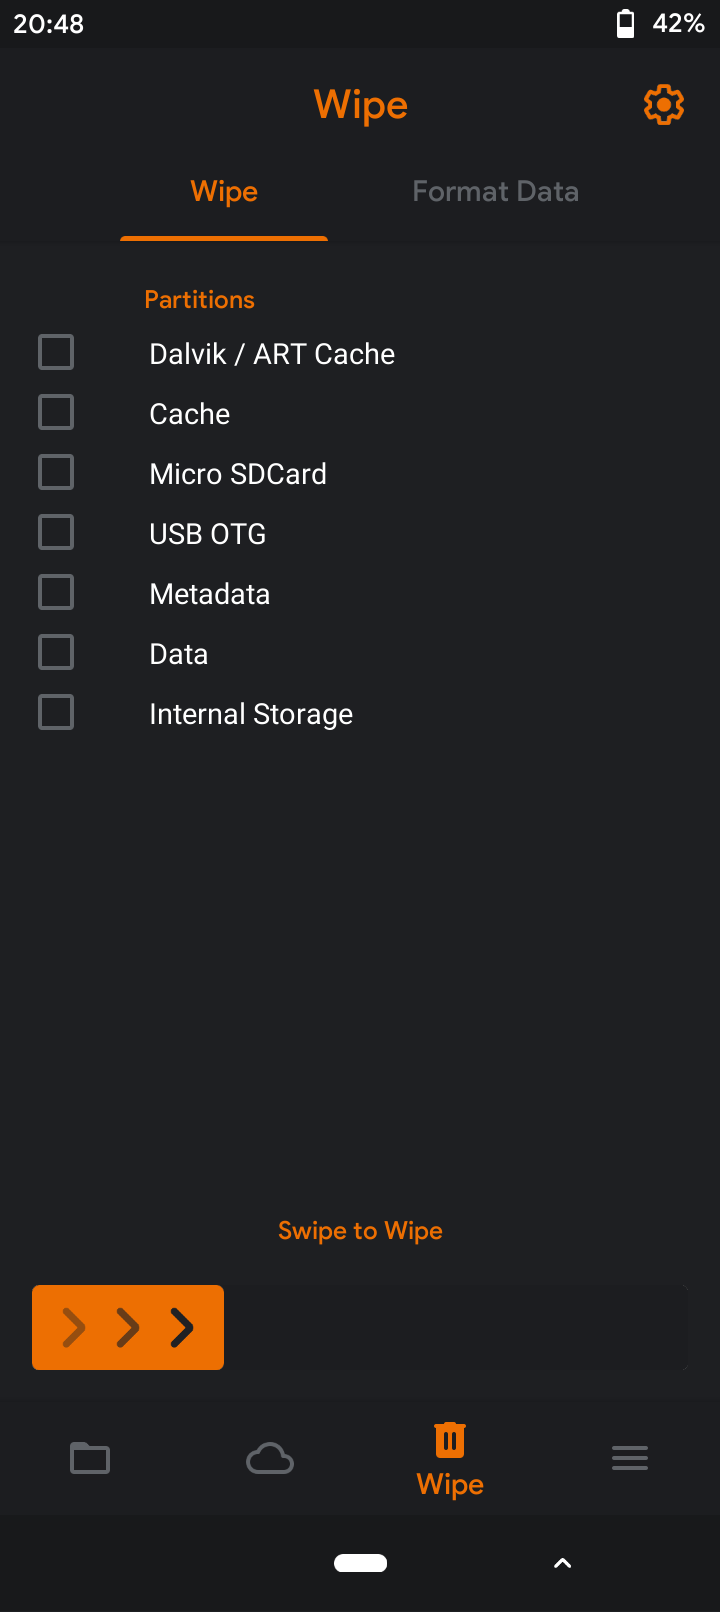 20:48 42%
Wipe
Wipe Format Data
Partitions
Dalvik / ART Cache
Cache
Micro SDCard
USB OTG
Metadata
Data
Internal Storage
Swipe to Wipe
Wipe